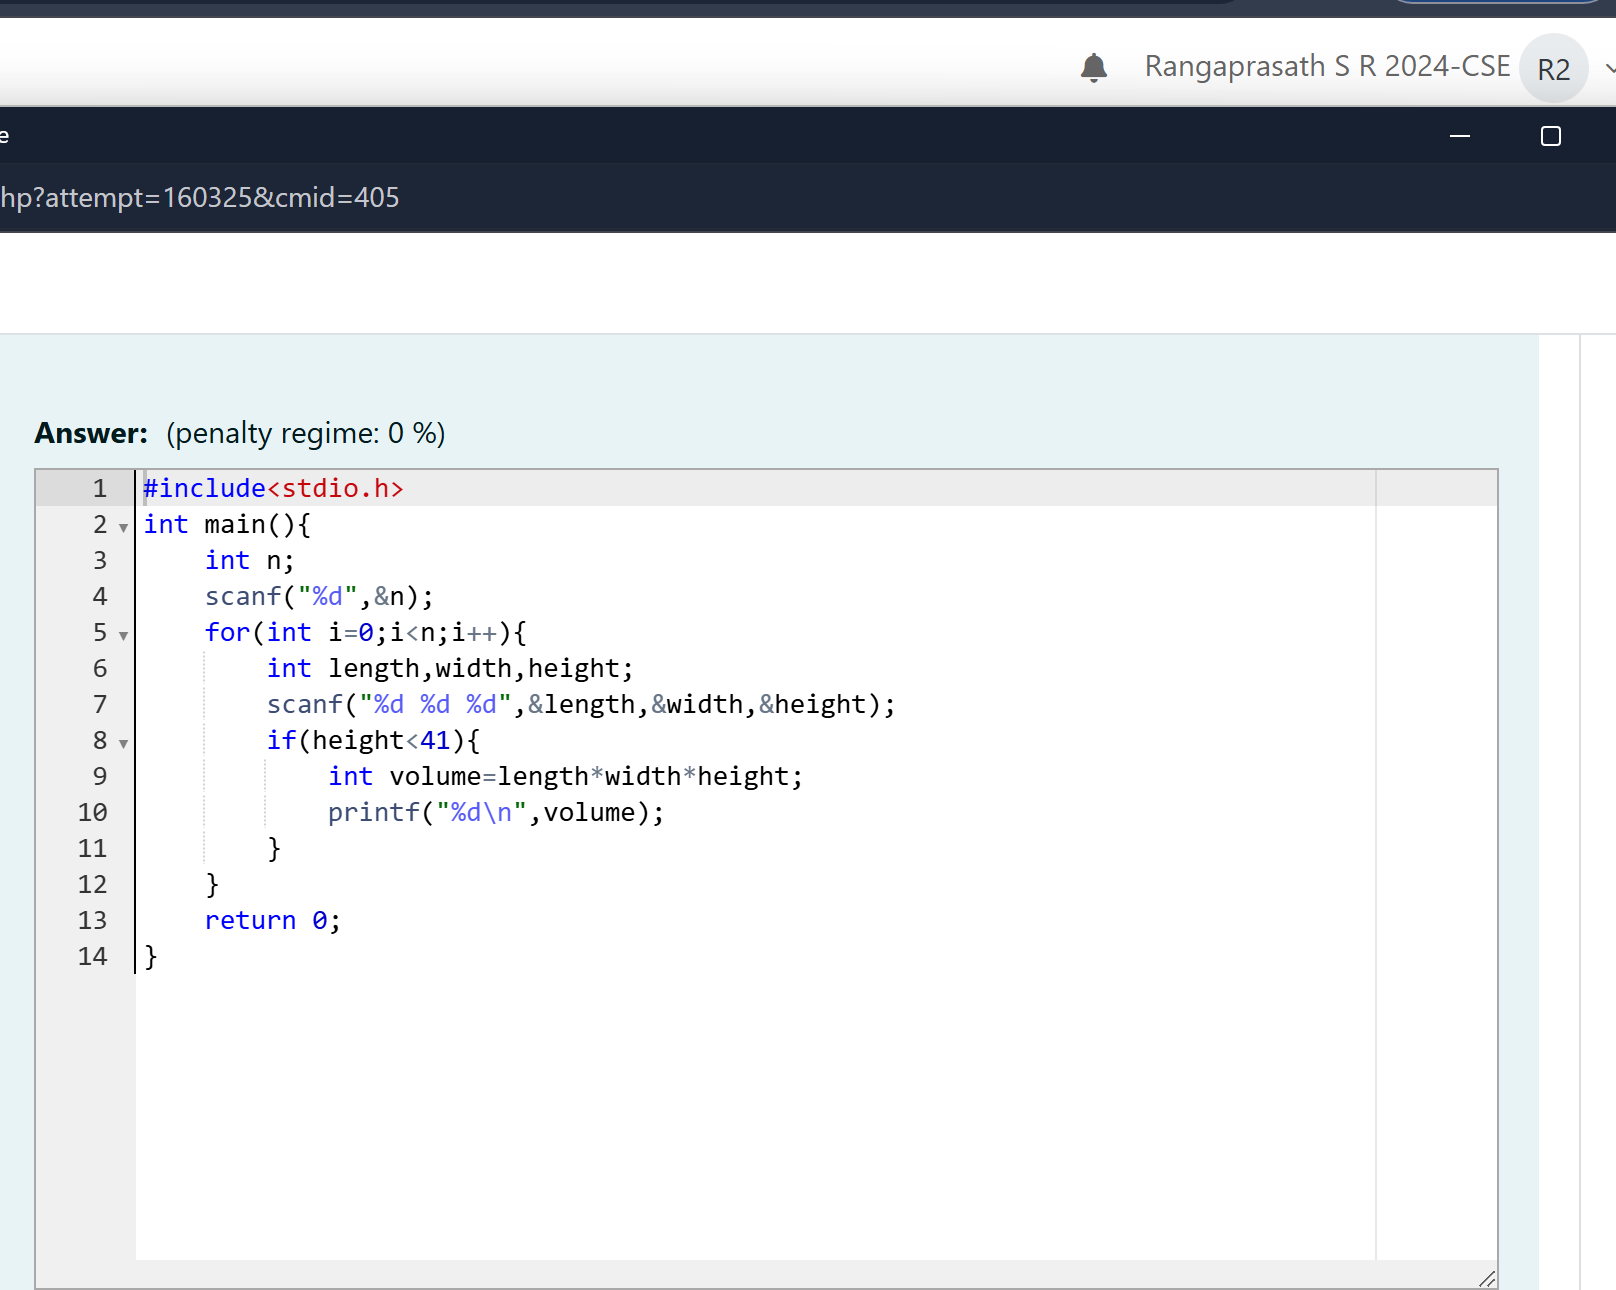 Rangaprasath S R 2024-CSE R2
e
hp?attempt=160325&cmid=405
Answer: (penalty regime: 0 %)
1 #include<stdio.h>
2 int main(){
3     int n;
4     scanf("%d",&n);
5     for(int i=0;i<n;i++){
6         int length,width,height;
7         scanf("%d %d %d",&length,&width,&height);
8         if(height<41){
9             int volume=length*width*height;
10             printf("%d\n",volume);
11         }
12     }
13     return 0;
14 }